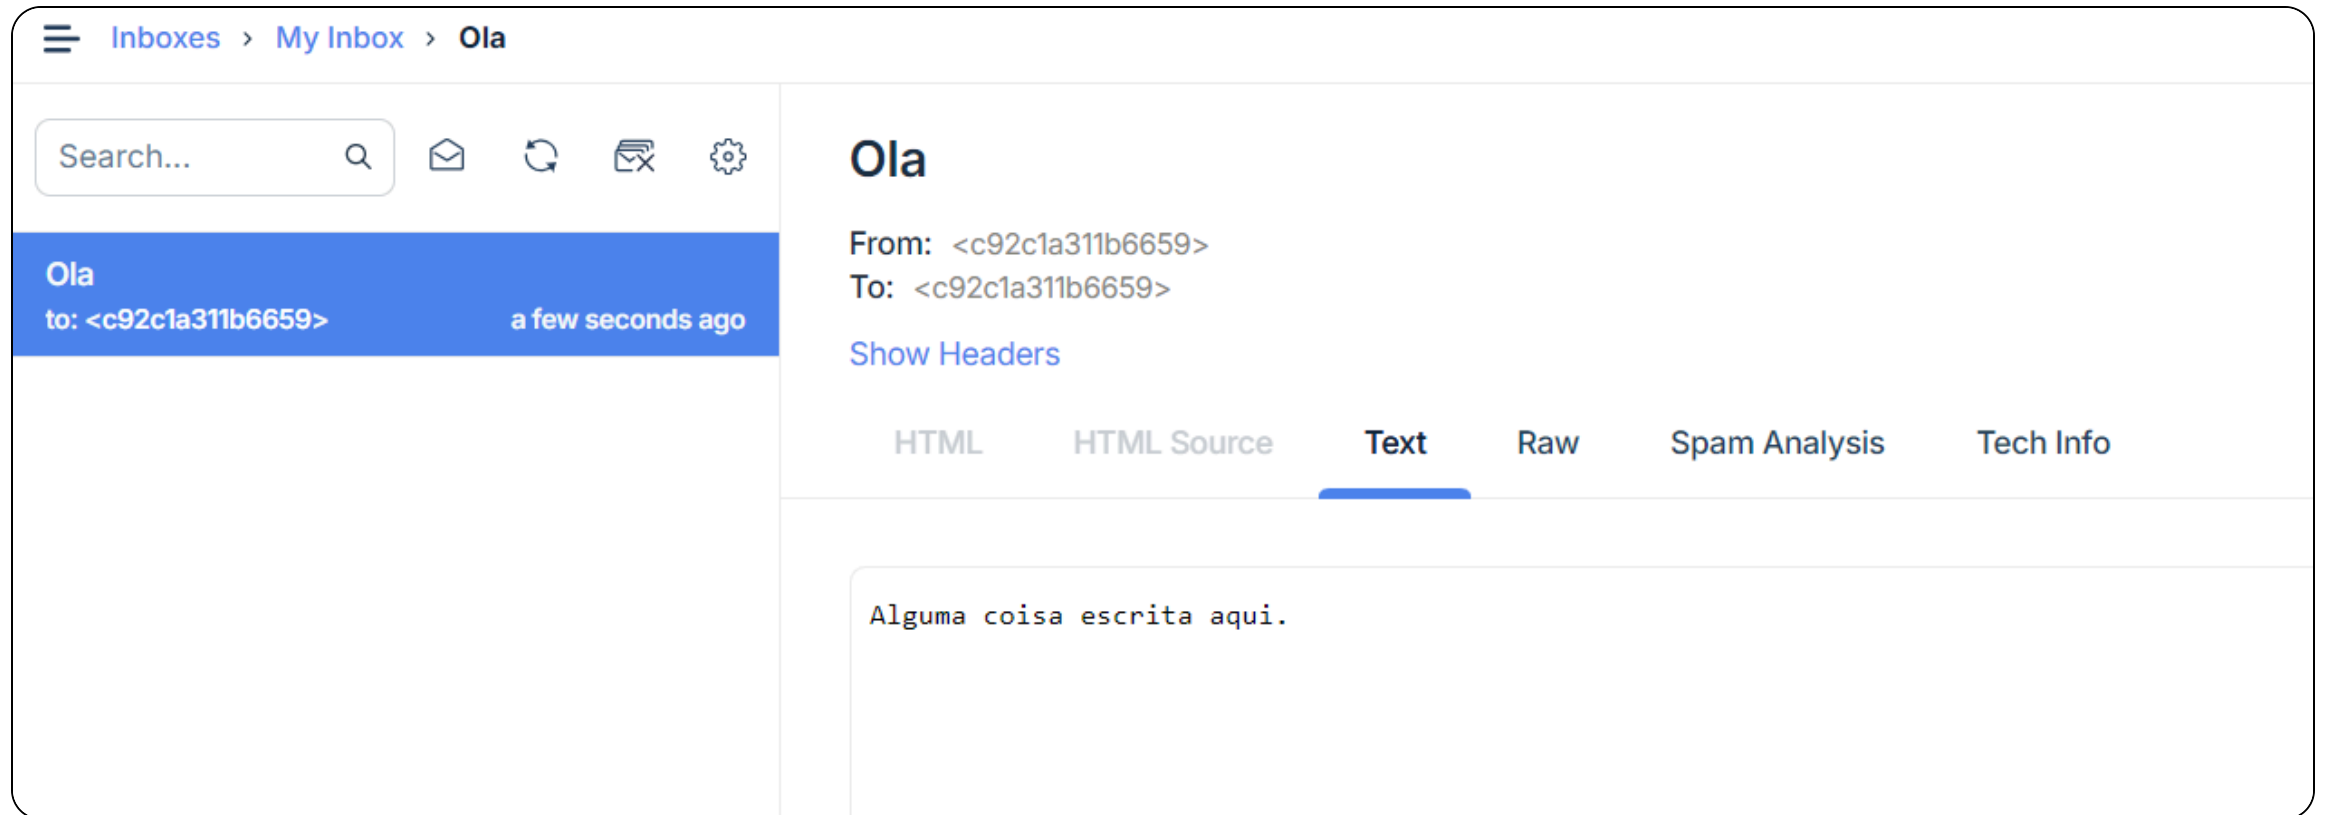 Inboxes > My Inbox > Ola
Search...
Ola
to: <c92c1a311b6659>
a few seconds ago
Ola
From: <c92c1a311b6659>
To: <c92c1a311b6659>
Show Headers
HTML HTML Source Text Raw Spam Analysis Tech Info
Alguma coisa escrita aqui.